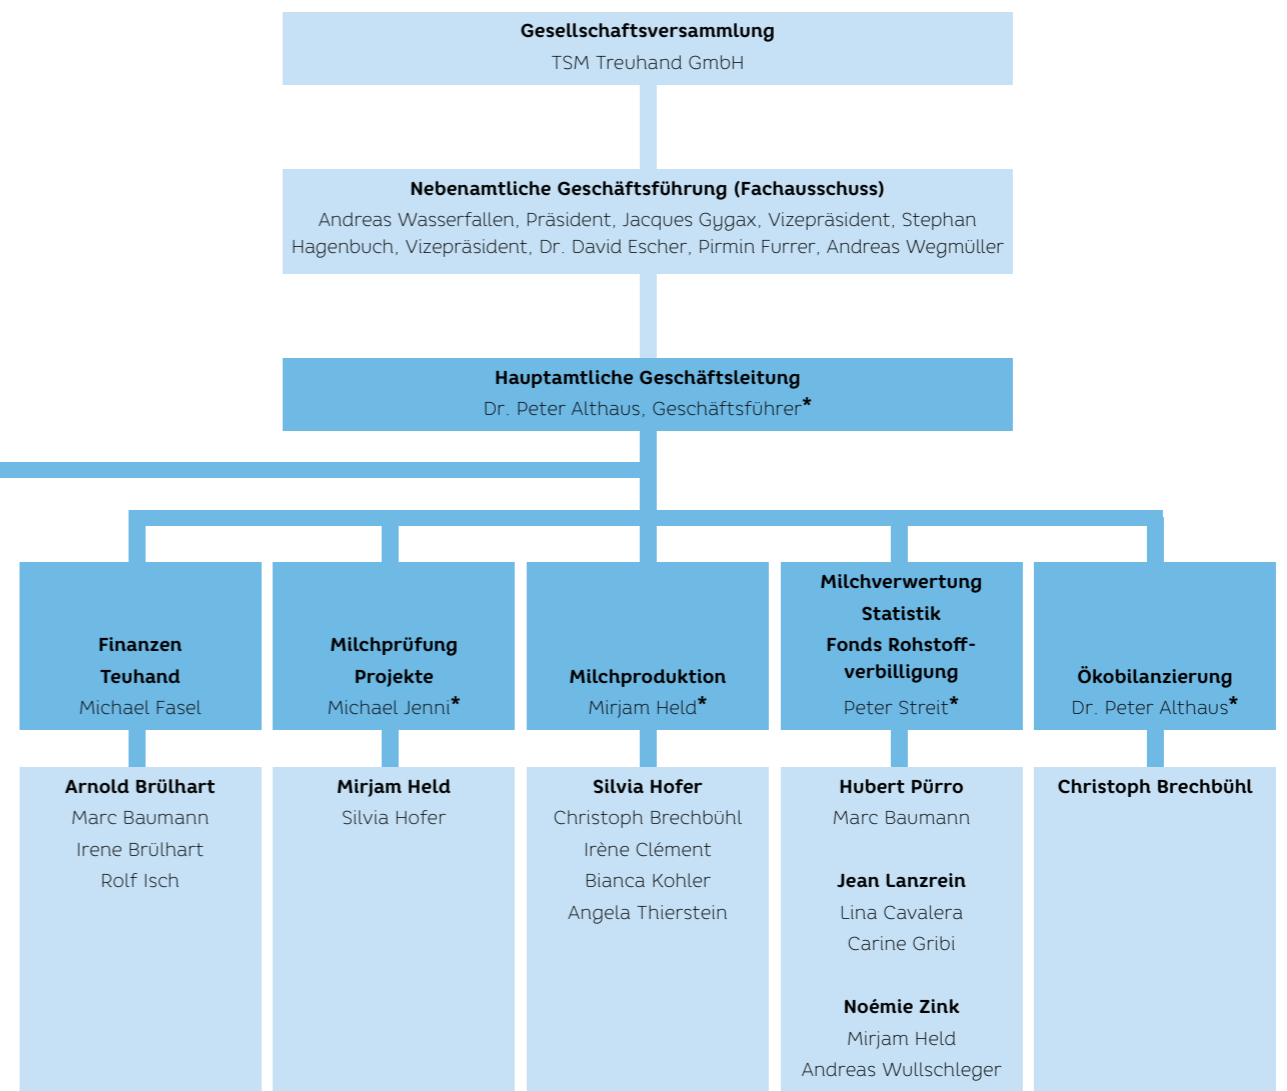 Gesellschaftsversammlung
TSM Treuhand GmbH
Nebenamtliche Geschäftsführung (Fachausschuss)
Andreas Wasserfallen, Präsident, Jacques Gygax, Vizepräsident, Stephan
Hagenbuch, Vizepräsident, Dr. David Escher, Pirmin Furrer, Andreas Wegmüller
Hauptamtliche Geschäftsleitung
Dr. Peter Althaus, Geschäftsführer*
Finanzen
Teuhand
Michael Fasel
Milchprüfung
Projekte
Michael Jenni*
Milchproduktion
Mirjam Held*
Milchverwertung
Statistik
Fonds Rohstoff-
verbilligung
Peter Streit*
Ökobilanzierung
Dr. Peter Althaus*
Arnold Brülhart
Marc Baumann
Irene Brülhart
Rolf Isch
Mirjam Held
Silvia Hofer
Silvia Hofer
Christoph Brechbühl
Irène Clément
Bianca Kohler
Angela Thierstein
Hubert Pürro
Marc Baumann
Jean Lanzrein
Lina Cavalera
Carine Gribi
Noémie Zink
Mirjam Held
Andreas Wullschleger
Christoph Brechbühl